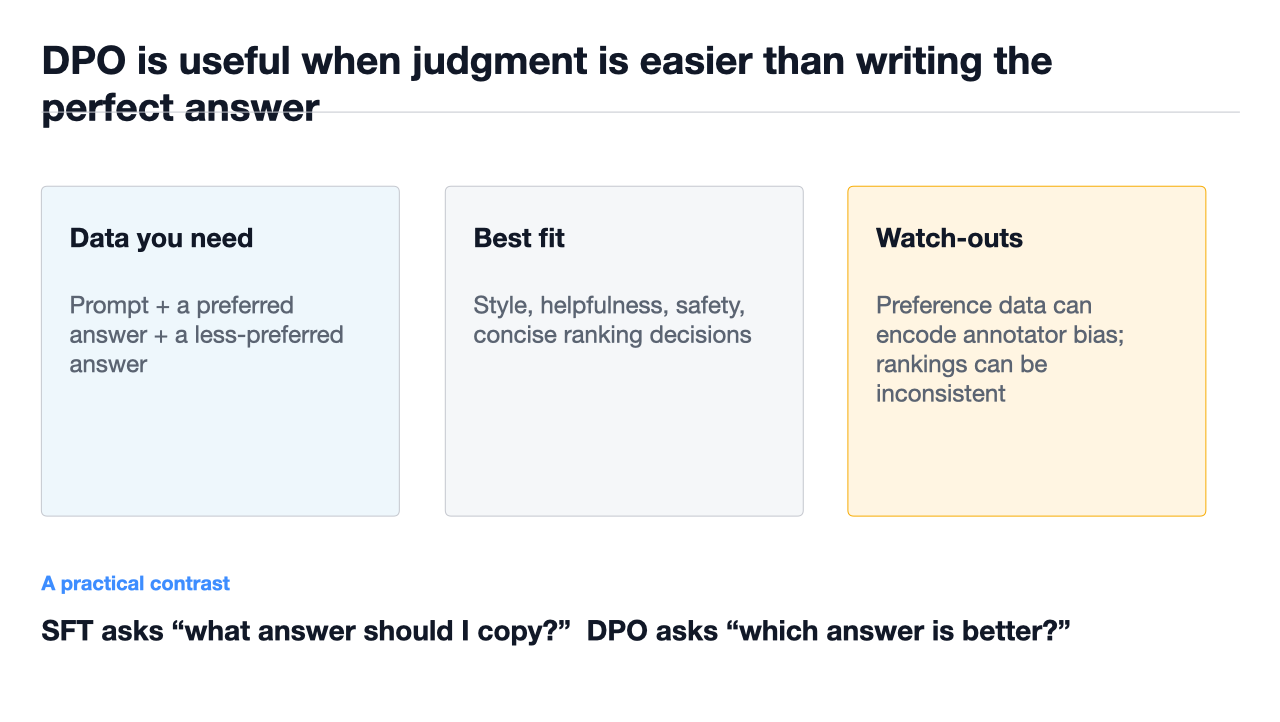 DPO is useful when judgment is easier than writing the
perfect answer
Data you need
Prompt + a preferred
answer + a less-preferred
answer
Best fit
Style, helpfulness, safety,
concise ranking decisions
Watch-outs
Preference data can
encode annotator bias;
rankings can be
inconsistent
A practical contrast
SFT asks “what answer should I copy?”  DPO asks “which answer is better?”